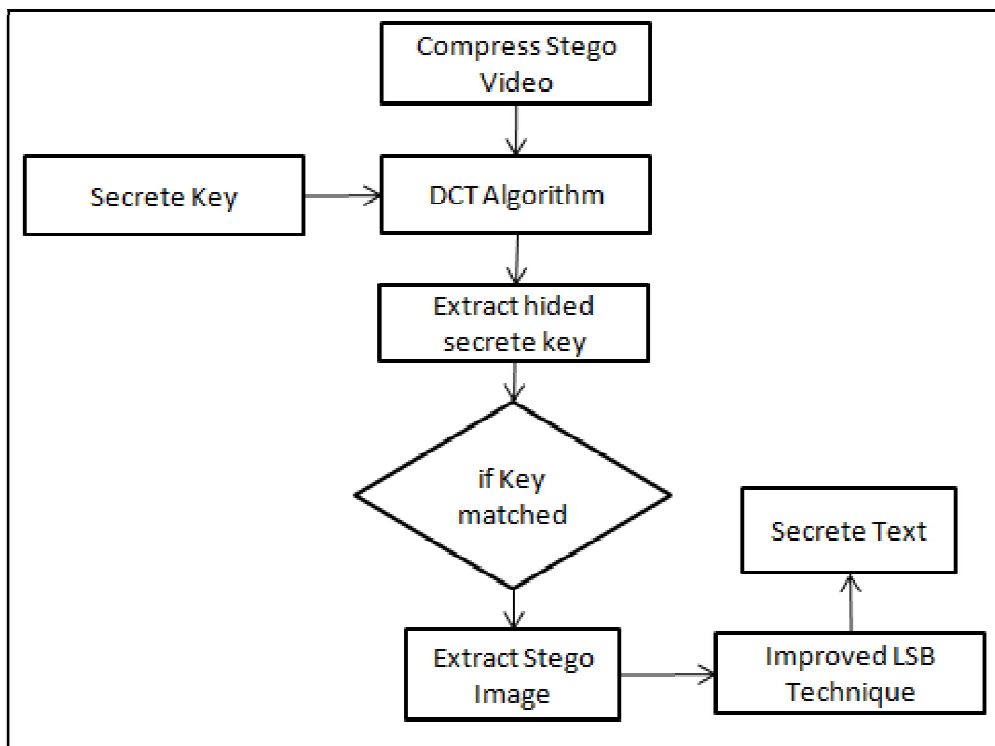 Compress Stego
Video
Secrete Key
DCT Algorithm
Extract hided
secrete key
if Key
matched
Secrete Text
Extract Stego
Image
Improved LSB
Technique